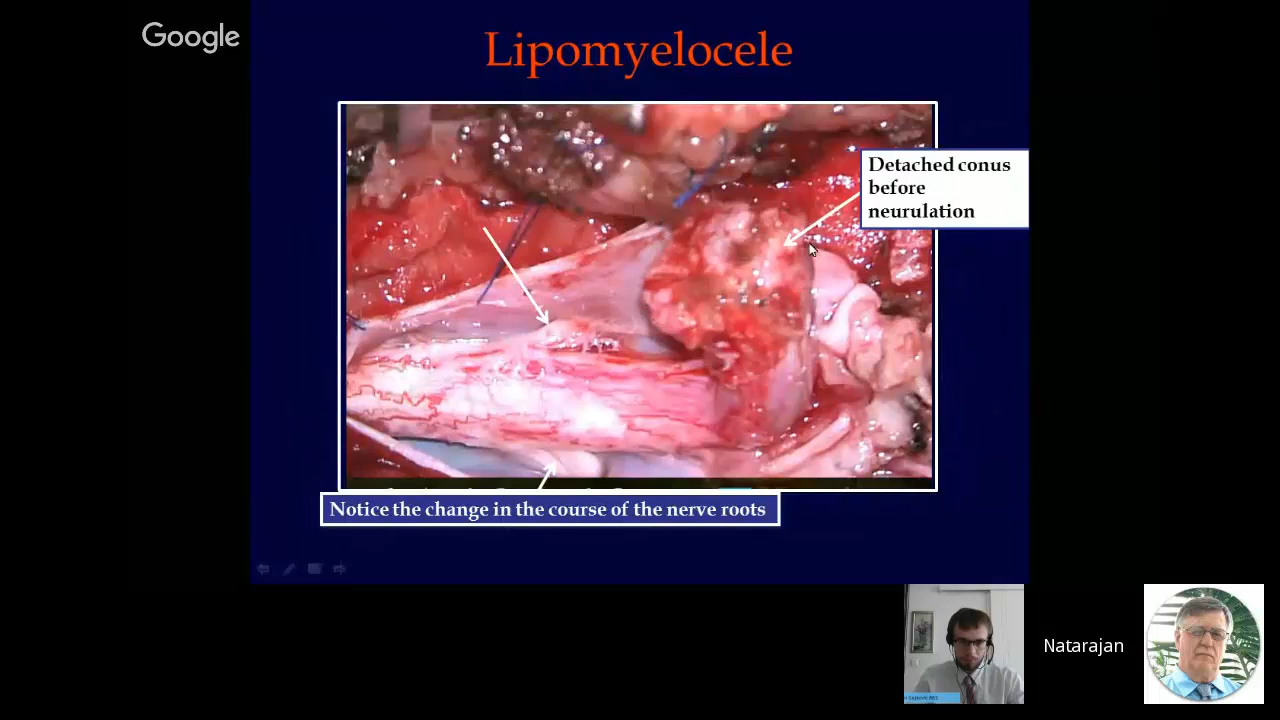 Google
Lipomyelocele
Detached conus
before
neurulation
Notice the change in the course of the nerve roots
Natarajan